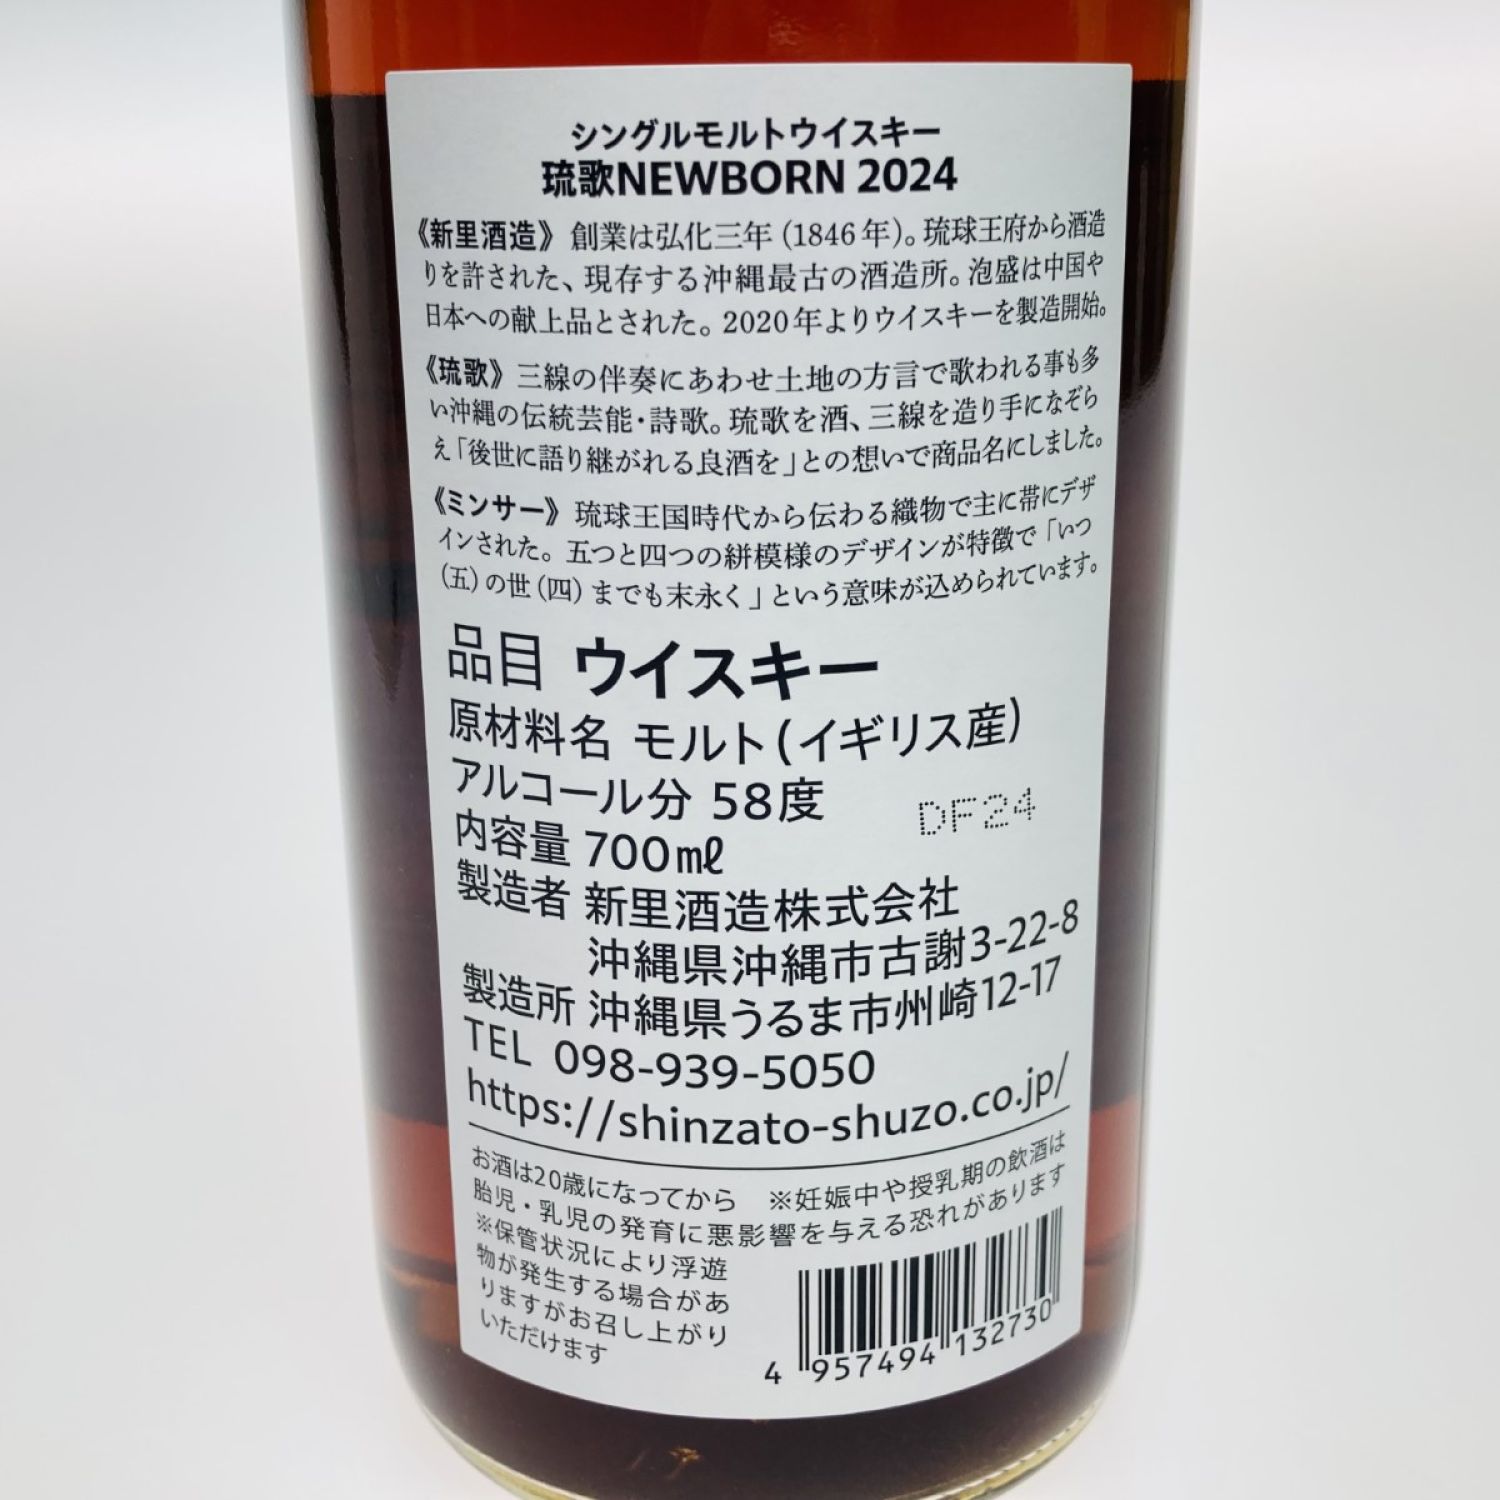 シングルモルトウイスキー
琉歌NEWBORN 2024
《新里酒造》 創業は弘化三年(1846年)。琉球王府から酒造
りを許された、現存する沖縄最古の酒造所。泡盛は中国や
日本への献上品とされた。2020年よりウイスキーを製造開始。
《琉歌》 三線の伴奏にあわせ土地の方言で歌われる事も多
い沖縄の伝統芸能・詩歌。琉歌を酒、三線を造り手になぞら
え「後世に語り継がれる良酒を」との想いで商品名にしました。
《ミンサー》 琉球王国時代から伝わる織物で主に帯にデザ
インされた。五つと四つの絣模様のデザインが特徴で「いつ
(五)の世(四)までも末永く」という意味が込められています。
品目 ウイスキー
原材料名 モルト(イギリス産)
アルコール分 58度
DF24
内容量 700㎖
製造者 新里酒造株式会社
沖縄県沖縄市古謝3-22-8
製造所 沖縄県うるま市州崎12-17
TEL 098-939-5050
https://shinzato-shuzo.co.jp/
お酒は20歳になってから ※妊娠中や授乳期の飲酒は
胎児・乳児の発育に悪影響を与える恐れがあります
※保管状況により浮遊
物が発生する場合があ
りますがお召し上がり
いただけます
4 957494 132730